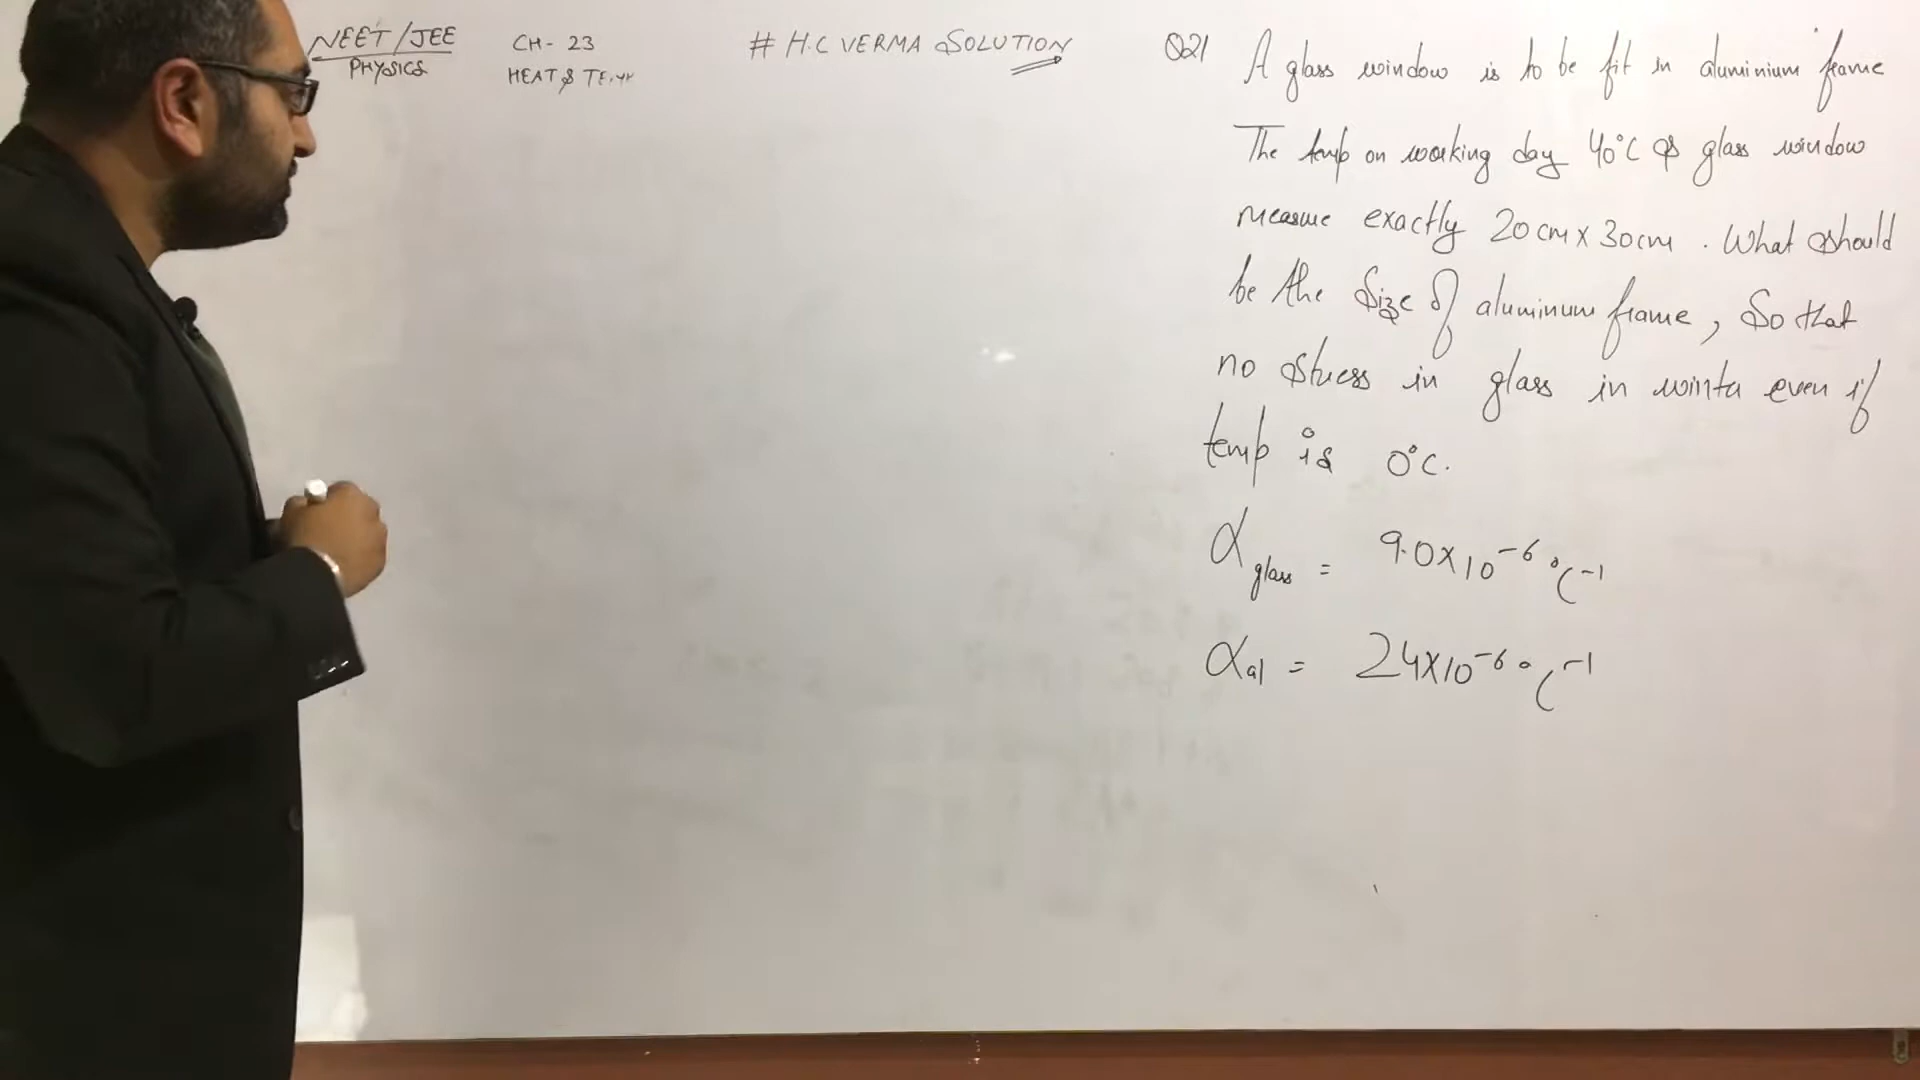 NEET/JEE
PHYSICS
CH- 23
HEAT & TEMP
# H.C VERMA SOLUTION
Q21 A glass window is to be fit in aluminium frame
The temp on working day 40°C & glass window
measure exactly 20cm x 30cm . What should
be the Size of aluminum frame, So that
no stress in glass in winter even if
temp is 0°C.
α glass = 9.0x10⁻⁶ °C⁻¹
αal = 24x10⁻⁶ °C⁻¹